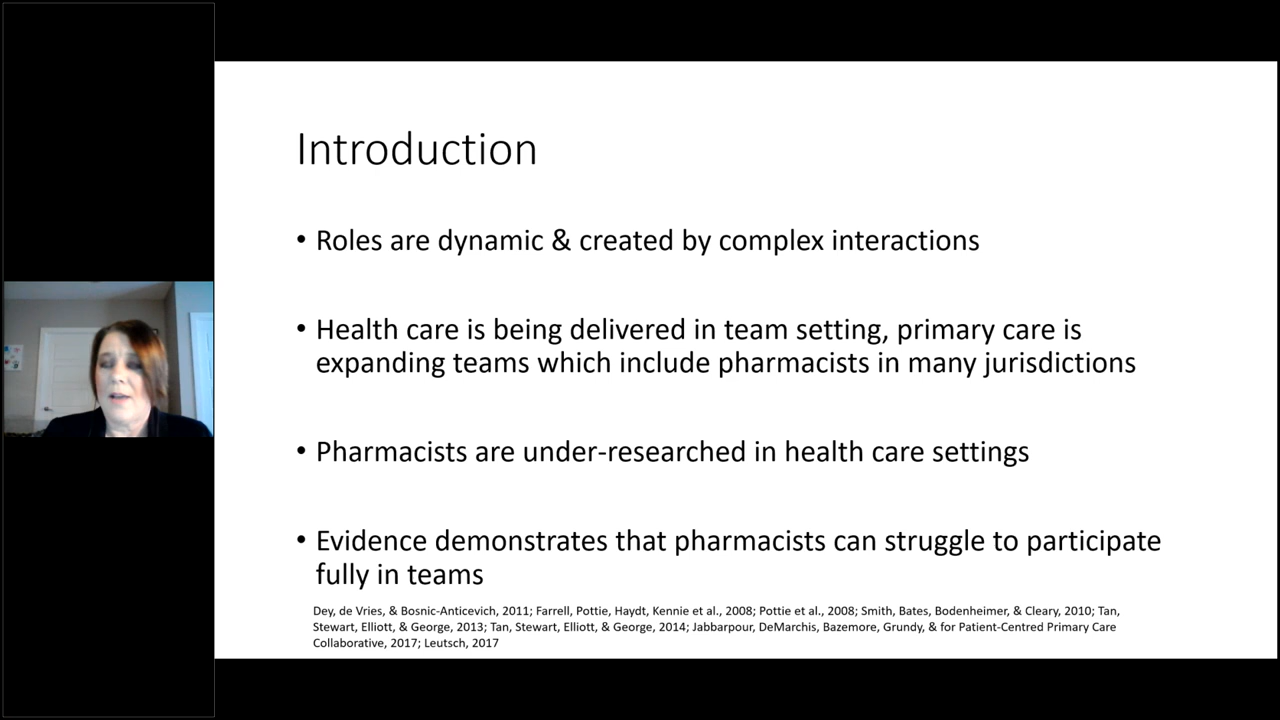 Introduction
• Roles are dynamic & created by complex interactions
• Health care is being delivered in team setting, primary care is
expanding teams which include pharmacists in many jurisdictions
• Pharmacists are under-researched in health care settings
• Evidence demonstrates that pharmacists can struggle to participate
fully in teams
Dey, de Vries, & Bosnic-Anticevich, 2011; Farrell, Pottie, Haydt, Kennie et al., 2008; Pottie et al., 2008; Smith, Bates, Bodenheimer, & Cleary, 2010; Tan,
Stewart, Elliott, & George, 2013; Tan, Stewart, Elliott, & George, 2014; Jabbarpour, DeMarchis, Bazemore, Grundy, & for Patient-Centred Primary Care
Collaborative, 2017; Leutsch, 2017